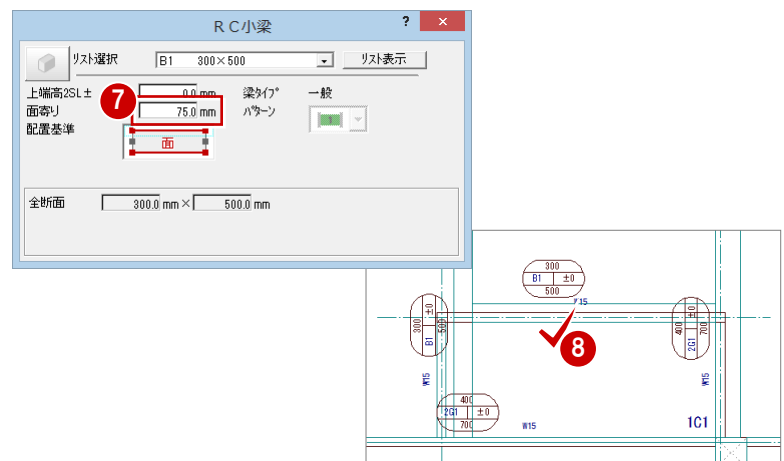 RC小梁
? ×
リスト選択 B1 300×500 リスト表示
上端高2SL± 0.0 mm 梁タイプ 一般
7
面寄り 75.0 mm パターン 1
配置基準
面
全断面 300.0 mm × 500.0 mm
300
B1 ±0
500
W15
300
B1 ±0
500
400
2G1 ±0
700
8
W15
W15
400
2G1 ±0
700
W15
1C1